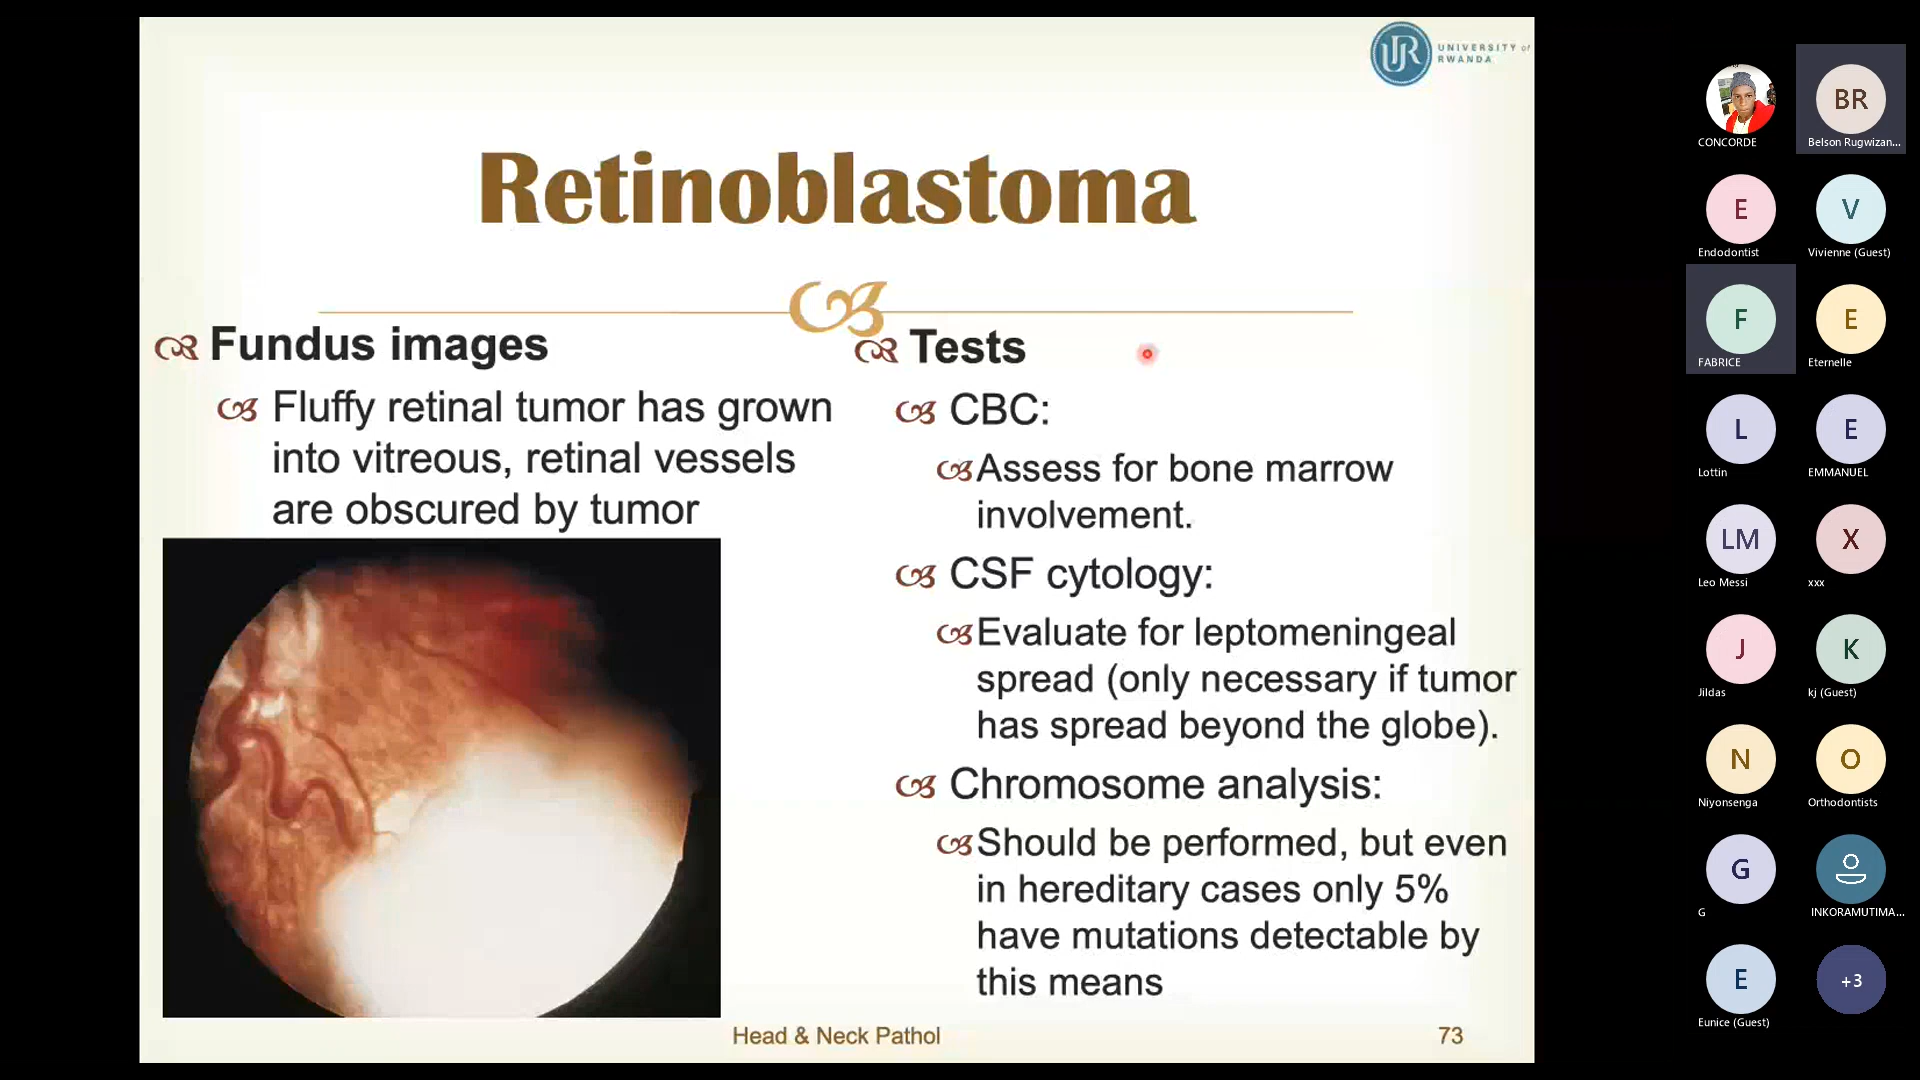 UNIVERSITY of
RWANDA
Retinoblastoma
Fundus images
Fluffy retinal tumor has grown
into vitreous, retinal vessels
are obscured by tumor
Tests
CBC:
Assess for bone marrow
involvement.
CSF cytology:
Evaluate for leptomeningeal
spread (only necessary if tumor
has spread beyond the globe).
Chromosome analysis:
Should be performed, but even
in hereditary cases only 5%
have mutations detectable by
this means
Head & Neck Pathol
73
CONCORDE
BR
Belson Rugwizan...
E
Endodontist
V
Vivienne (Guest)
F
FABRICE
E
Eternelle
L
Lottin
E
EMMANUEL
LM
Leo Messi
X
xxx
J
Jildas
K
kj (Guest)
N
Niyonsenga
O
Orthodontists
G
G
INKORAMUTIMA...
E
Eunice (Guest)
+3